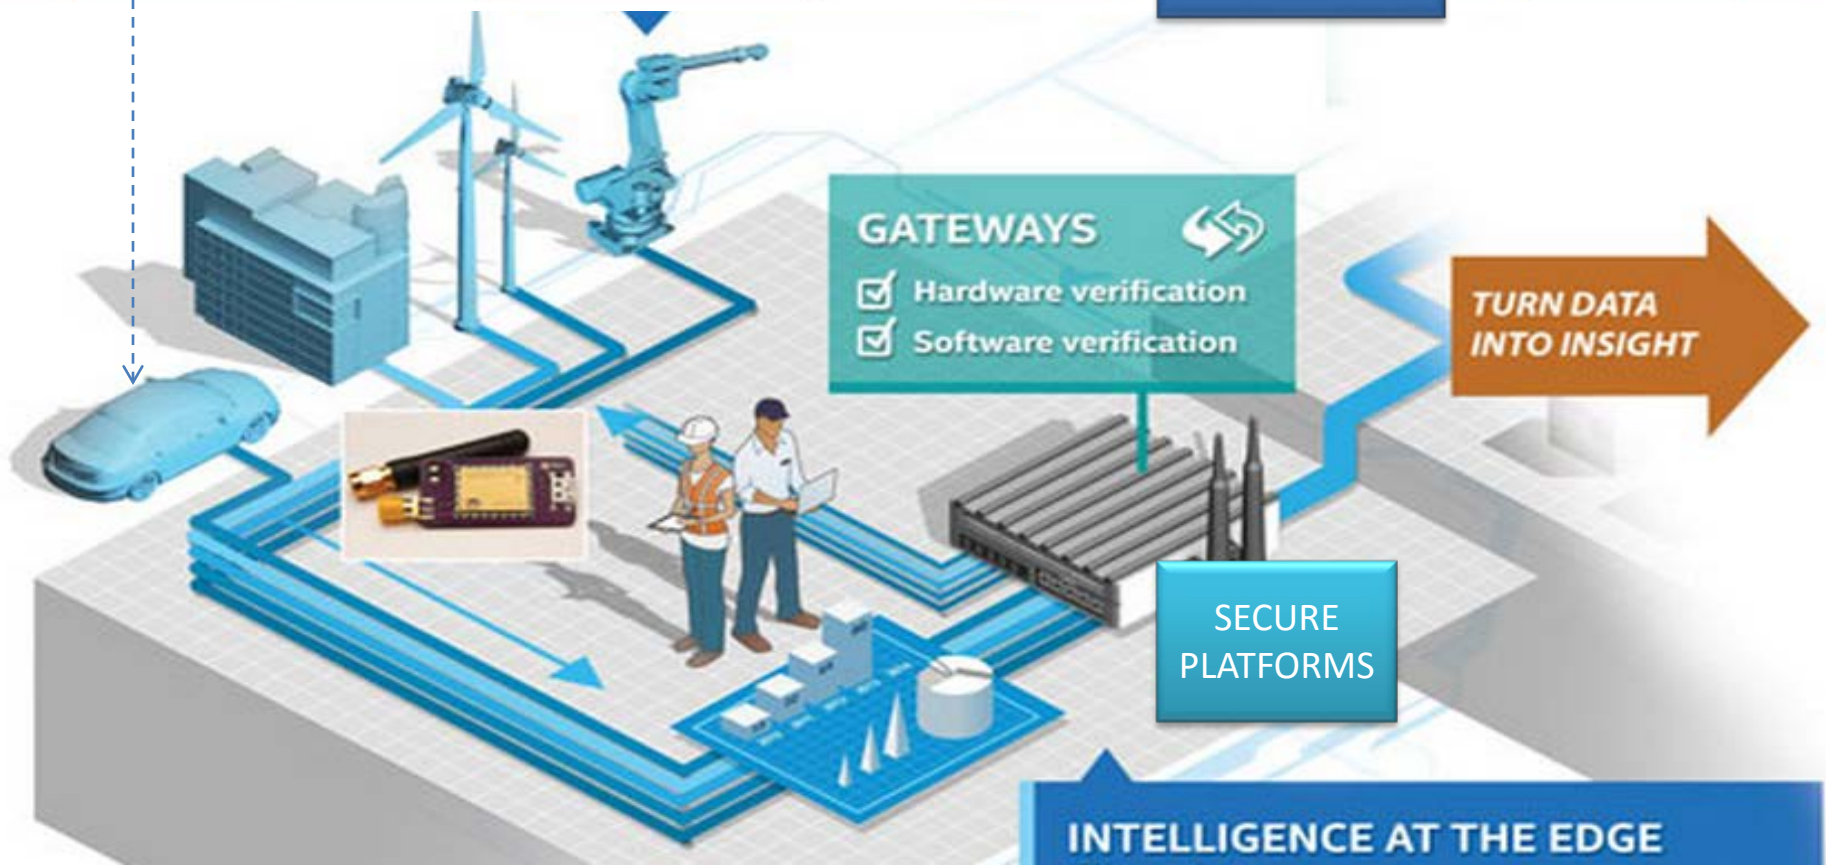 GATEWAYS
Hardware verification
Software verification
TURN DATA
INTO INSIGHT
SECURE
PLATFORMS
INTELLIGENCE AT THE EDGE